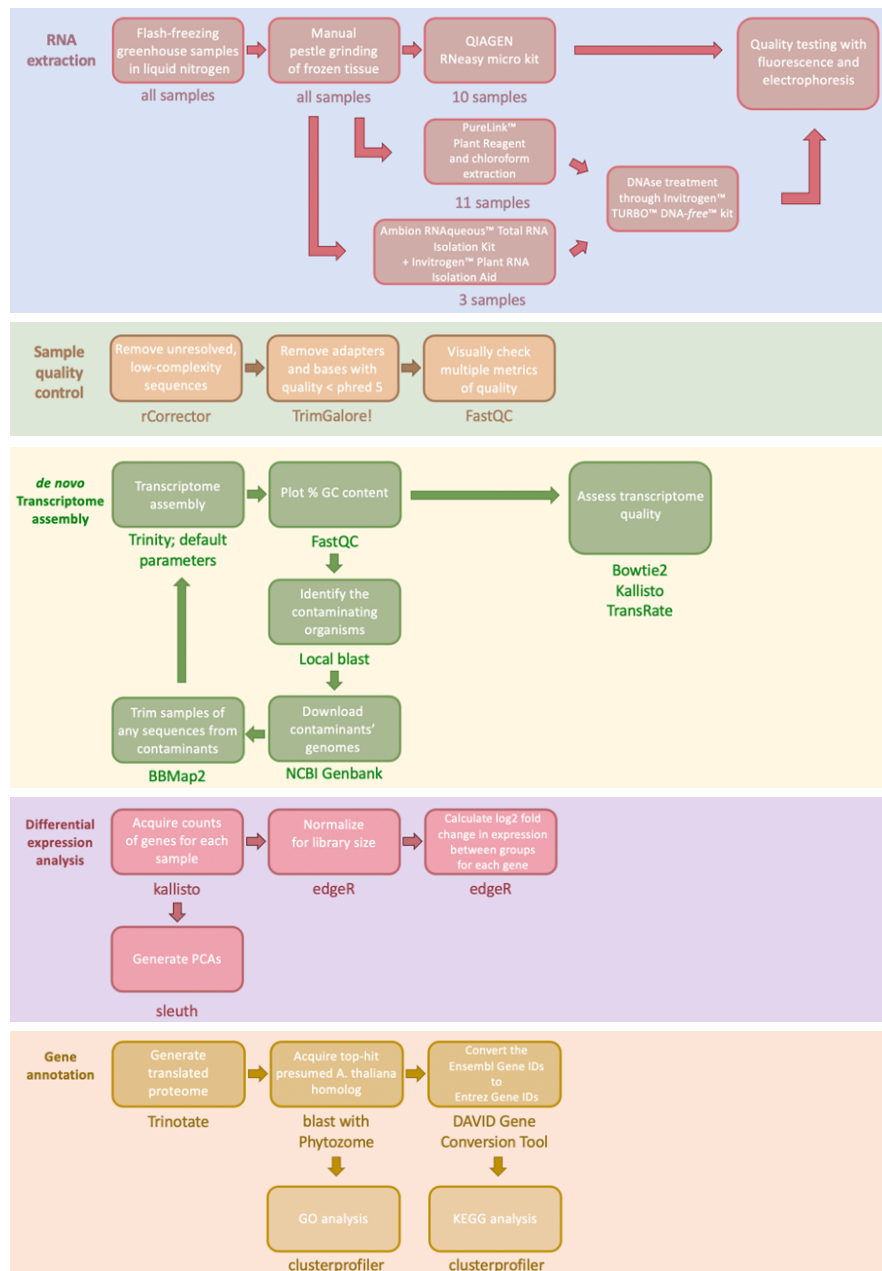 RNA
extraction
Flash-freezing
greenhouse samples
in liquid nitrogen
all samples
Manual
pestle grinding
of frozen tissue
all samples
QIAGEN
RNeasy micro kit
10 samples
Quality testing with
fluorescence and
electrophoresis
PureLink™
Plant Reagent
and chloroform
extraction
11 samples
DNAse treatment
through Invitrogen™
TURBO™ DNA-free™ kit
Ambion RNAqueous™ Total RNA
Isolation Kit
+ Invitrogen™ Plant RNA
Isolation Aid
3 samples
Sample
quality
control
Remove unresolved,
low-complexity
sequences
rCorrector
Remove adapters
and bases with
quality < phred 5
TrimGalore!
Visually check
multiple metrics
of quality
FastQC
de novo
Transcriptome
assembly
Transcriptome
assembly
Trinity; default
parameters
Plot % GC content
FastQC
Assess transcriptome
quality
Bowtie2
Kallisto
TransRate
Identify the
contaminating
organisms
Local blast
Download
contaminants'
genomes
NCBI Genbank
Trim samples of
any sequences from
contaminants
BBMap2
Differential
expression
analysis
Acquire counts
of genes for each
sample
kallisto
Normalize
for library size
edgeR
Calculate log2 fold
change in expression
between groups
for each gene
edgeR
Generate PCAs
sleuth
Gene
annotation
Generate
translated
proteome
Trinotate
Acquire top-hit
presumed A. thaliana
homolog
blast with
Phytozome
Convert the
Ensembl Gene IDs
to
Entrez Gene IDs
DAVID Gene
Conversion Tool
GO analysis
clusterprofiler
KEGG analysis
clusterprofiler